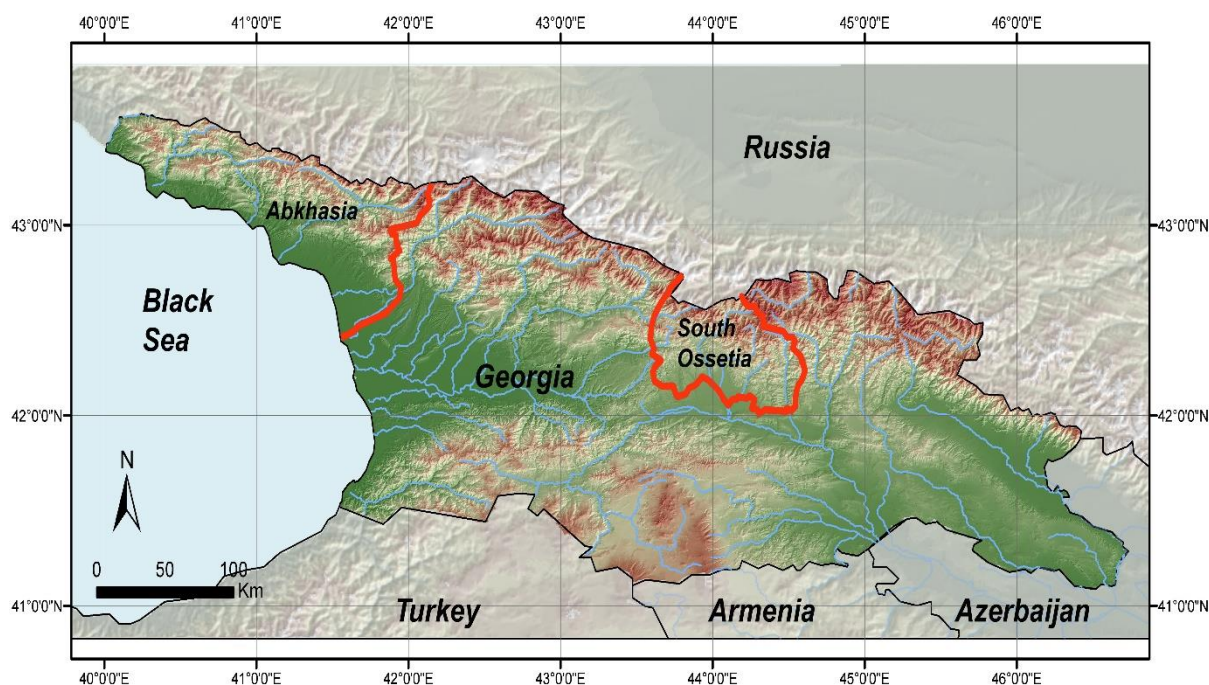 40°0'0"E 41°0'0"E 42°0'0"E 43°0'0"E 44°0'0"E 45°0'0"E 46°0'0"E
Russia
Abkhasia
43°0'0"N 43°0'0"N
Black
Sea
South
Ossetia
Georgia
42°0'0"N 42°0'0"N
N
0 50 100
Km
41°0'0"N 41°0'0"N
Turkey Armenia Azerbaijan
40°0'0"E 41°0'0"E 42°0'0"E 43°0'0"E 44°0'0"E 45°0'0"E 46°0'0"E